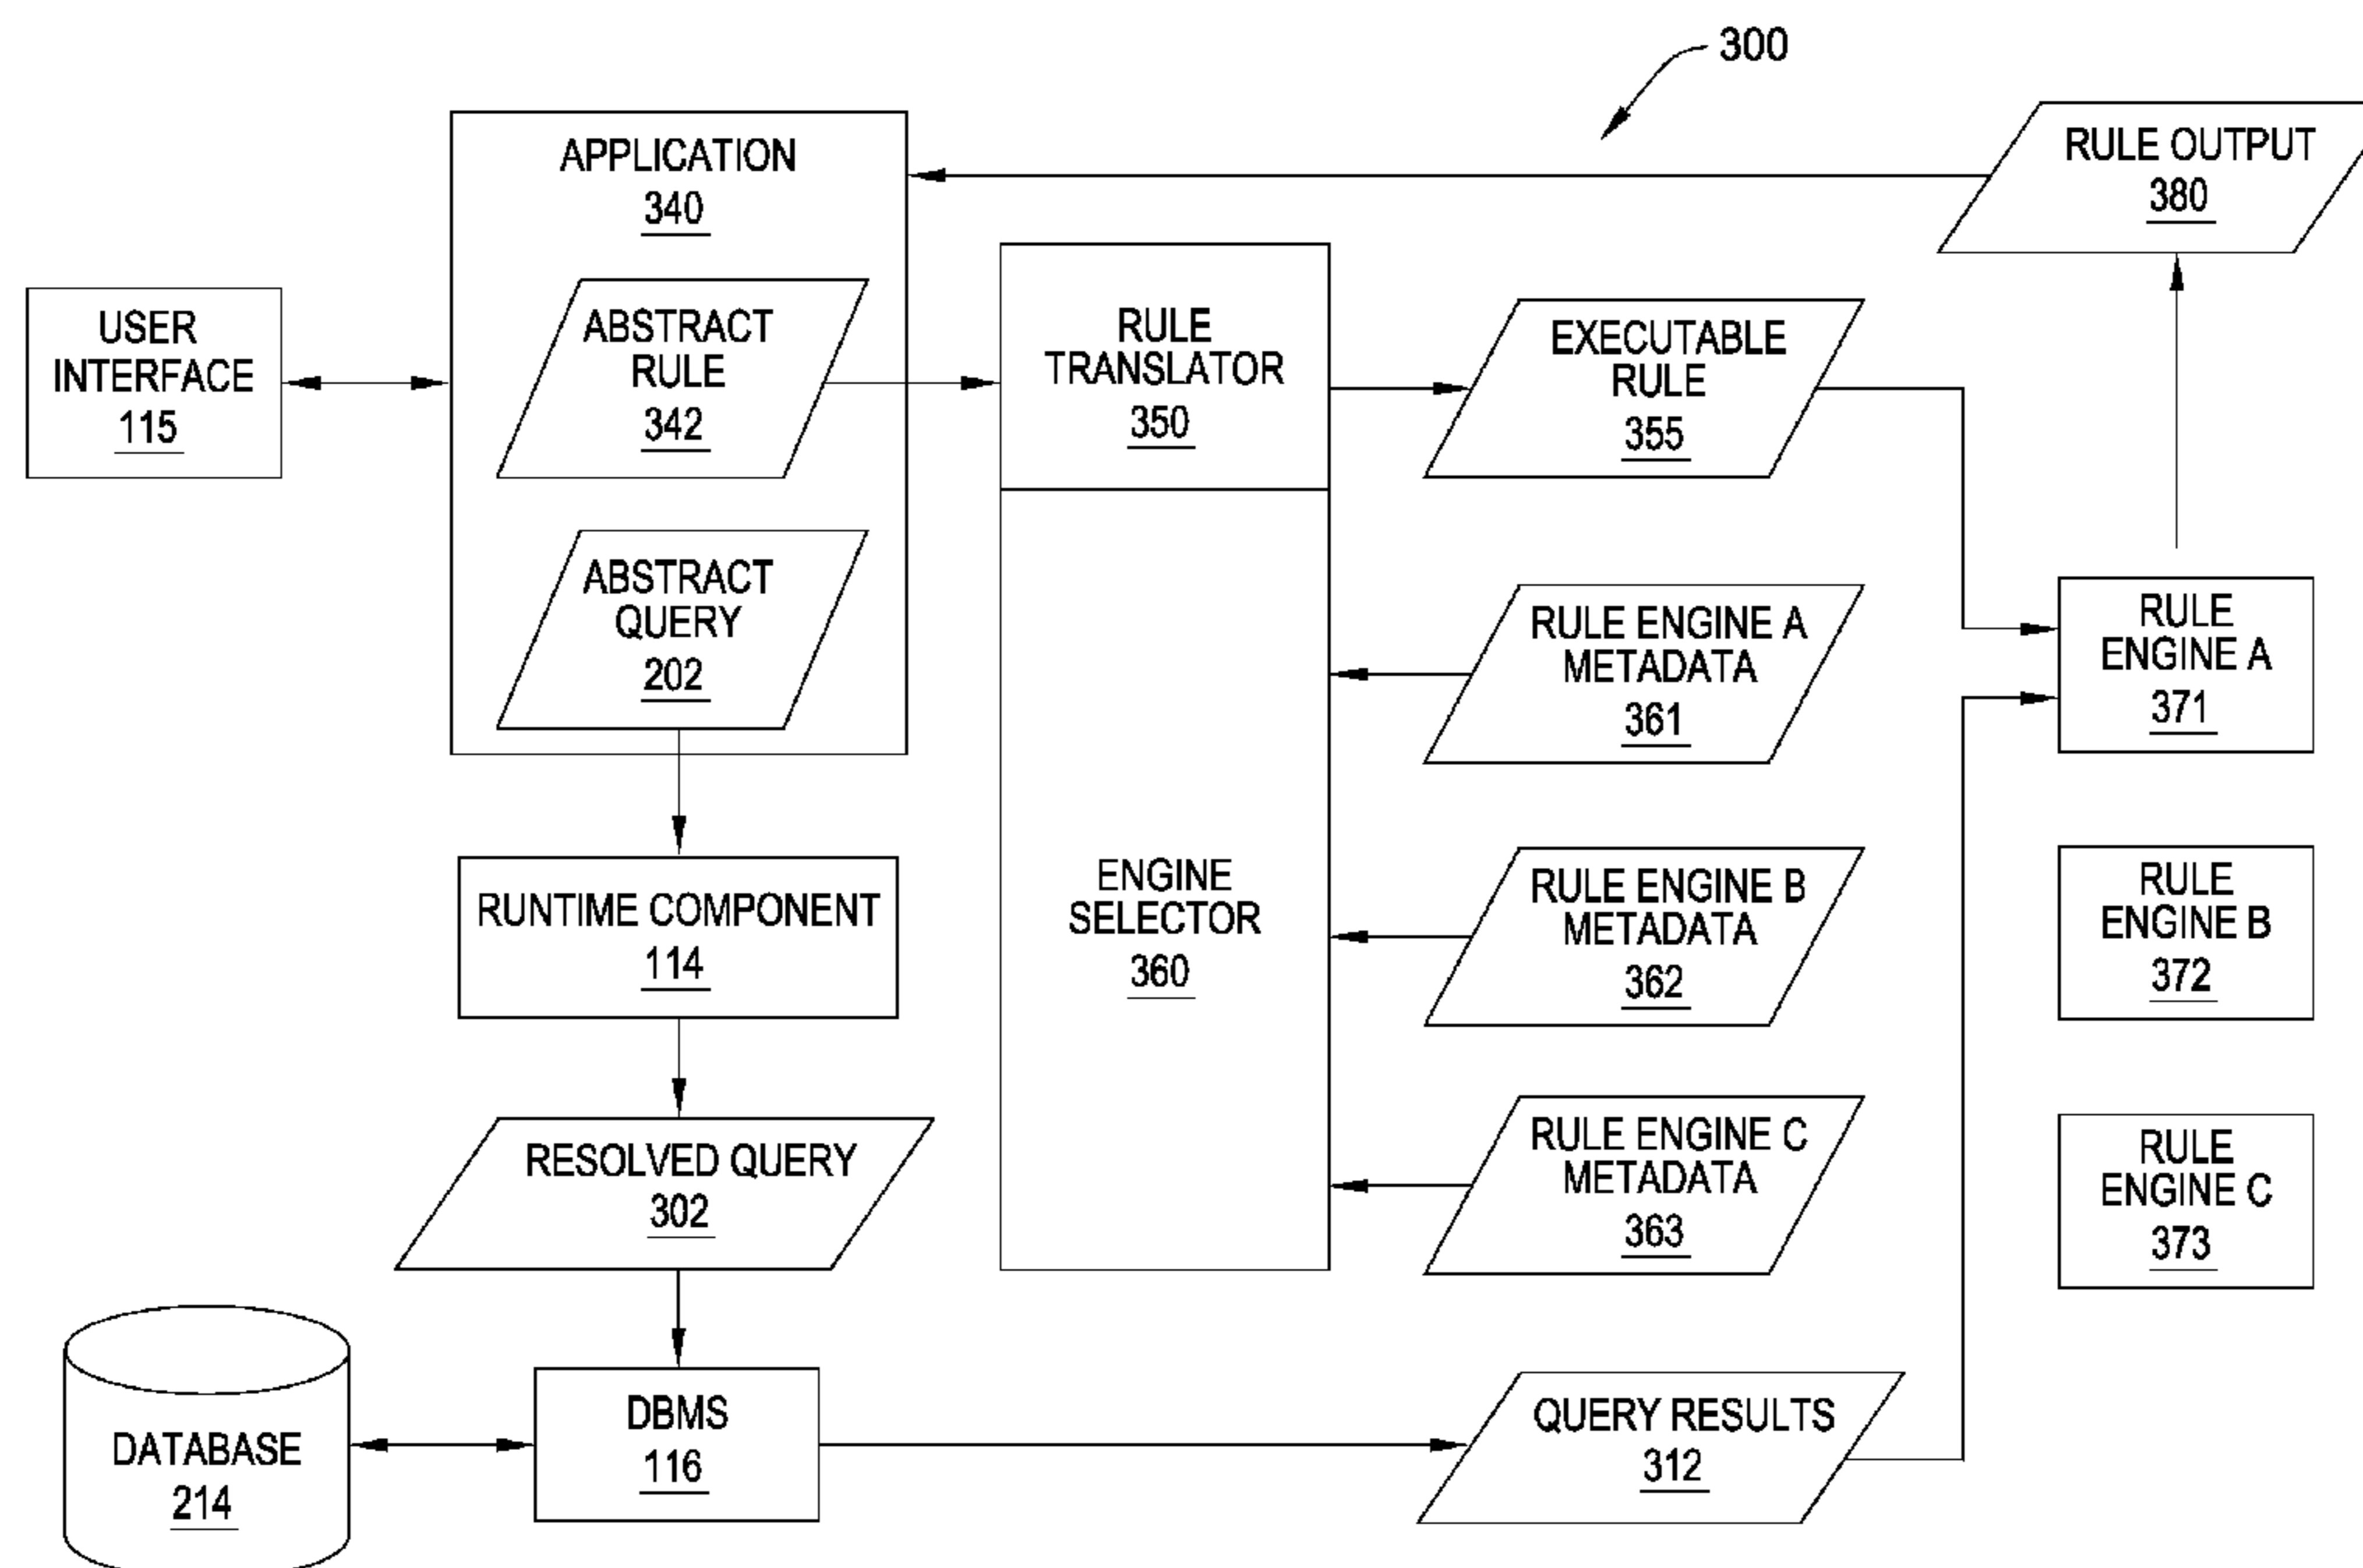 300
APPLICATION
340
RULE OUTPUT
380
USER
INTERFACE
115
ABSTRACT
RULE
342
RULE
TRANSLATOR
350
EXECUTABLE
RULE
355
ABSTRACT
QUERY
202
RULE ENGINE A
METADATA
361
RULE
ENGINE A
371
RUNTIME COMPONENT
114
ENGINE
SELECTOR
360
RULE ENGINE B
METADATA
362
RULE
ENGINE B
372
RESOLVED QUERY
302
RULE ENGINE C
METADATA
363
RULE
ENGINE C
373
DATABASE
214
DBMS
116
QUERY RESULTS
312